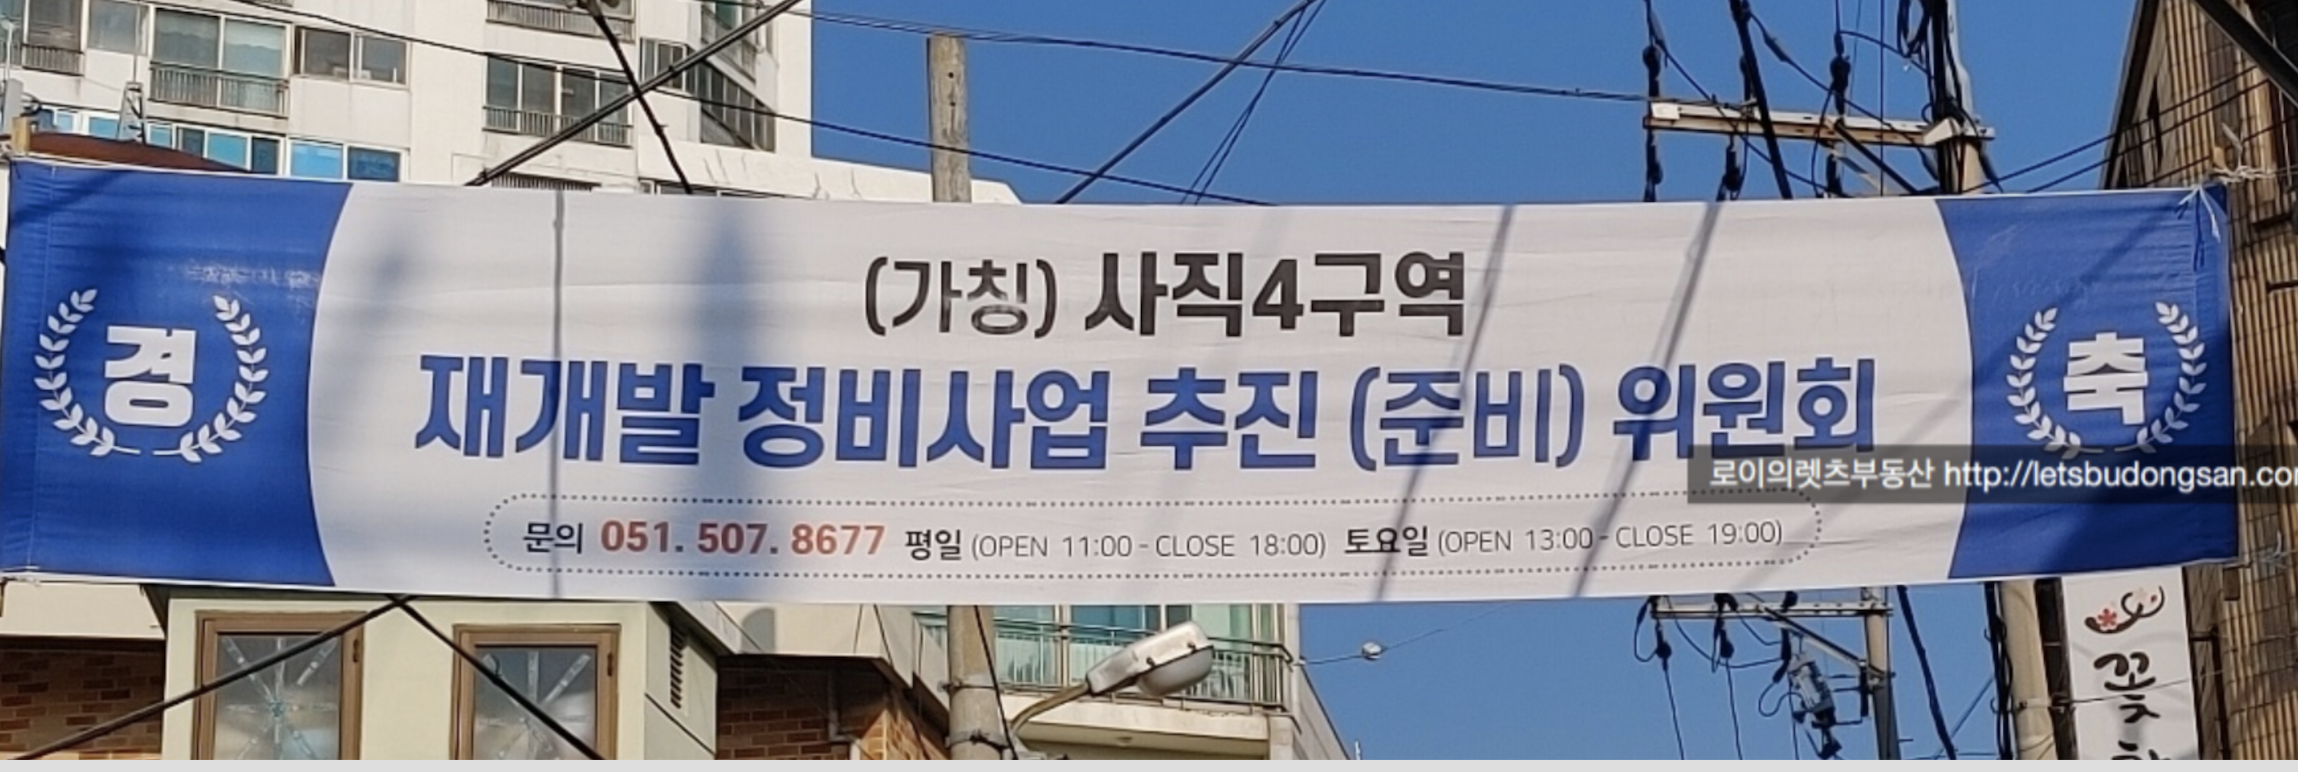 (가칭) 사직4구역
경 축
재개발 정비사업 추진 (준비) 위원회
로이의렛츠부동산 http://letsbudongsan.co
문의 051. 507. 8677 평일 (OPEN 11:00 - CLOSE 18:00) 토요일 (OPEN 13:00 - CLOSE 19:00)
꽃